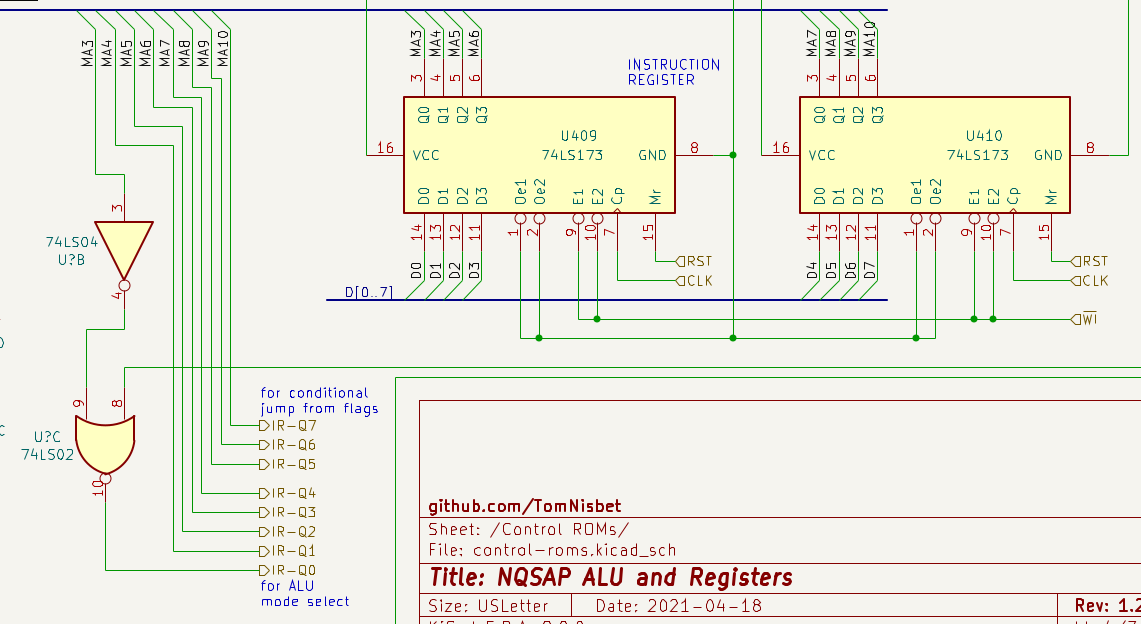 MA3
MA4
MA5
MA6
MA7
MA8
MA9
MA10
MA3
MA4
MA5
MA6
MA7
MA8
MA9
MA10
INSTRUCTION
REGISTER
3
4
5
6
3
4
5
6
Q0
Q1
Q2
Q3
U409
74LS173
16
VCC
GND
8
D0
D1
D2
D3
Oe1
Oe2
E1
E2
Cp
Mr
14
13
12
11
1
2
9
10
7
15
D0
D1
D2
D3
RST
CLK
Q0
Q1
Q2
Q3
U410
74LS173
16
VCC
GND
8
D0
D1
D2
D3
Oe1
Oe2
E1
E2
Cp
Mr
14
13
12
11
1
2
9
10
7
15
D4
D5
D6
D7
RST
CLK
D[0..7]
WI
3
74LS04
U?B
4
9
8
U?C
74LS02
10
for conditional
jump from flags
IR-Q7
IR-Q6
IR-Q5
IR-Q4
IR-Q3
IR-Q2
IR-Q1
IR-Q0
for ALU
mode select
github.com/TomNisbet
Sheet: /Control ROMs/
File: control-roms.kicad_sch
Title: NQSAP ALU and Registers
Size: USLetter
Date: 2021-04-18
Rev: 1.2